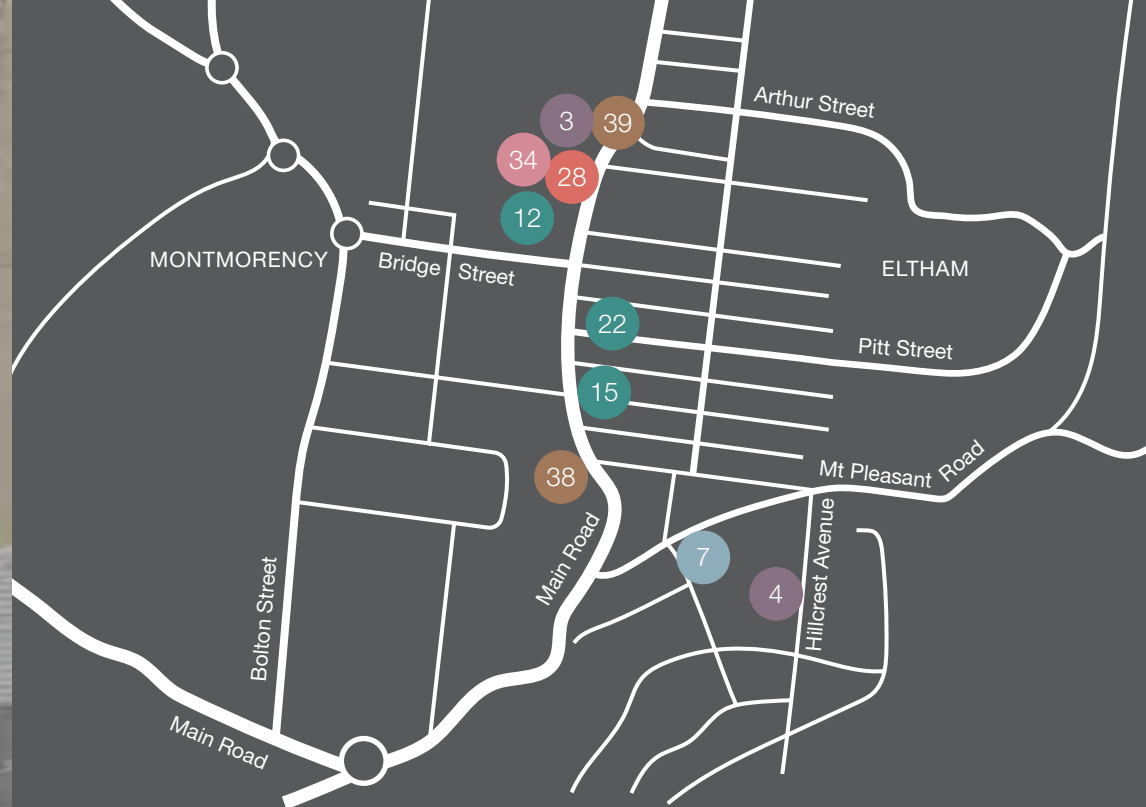 Arthur Street
3
39
34
28
12
MONTMORENCY
Bridge Street
ELTHAM
22
Pitt Street
15
38
Mt Pleasant Road
Main Road
7
4
Hillcrest Avenue
Bolton Street
Main Road